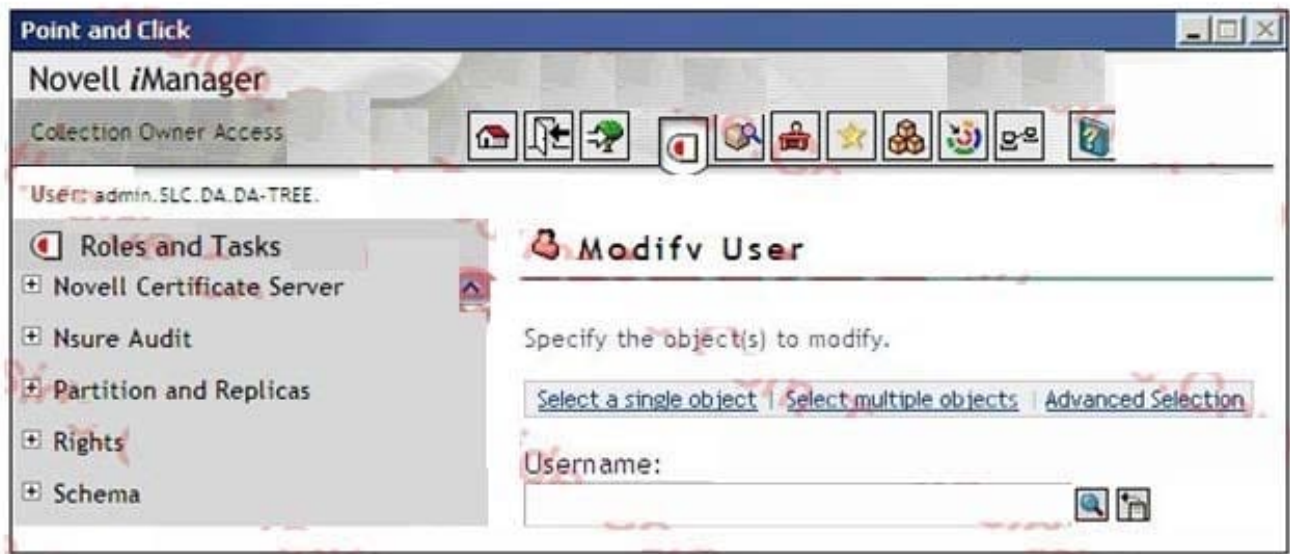 Point and Click
Novell iManager
Collection Owner Access
User: admin.SLC.DA.DA-TREE.
Roles and Tasks
Novell Certificate Server
Nsure Audit
Partition and Replicas
Rights
Schema
Modify User
Specify the object(s) to modify.
Select a single object | Select multiple objects | Advanced Selection
Username: